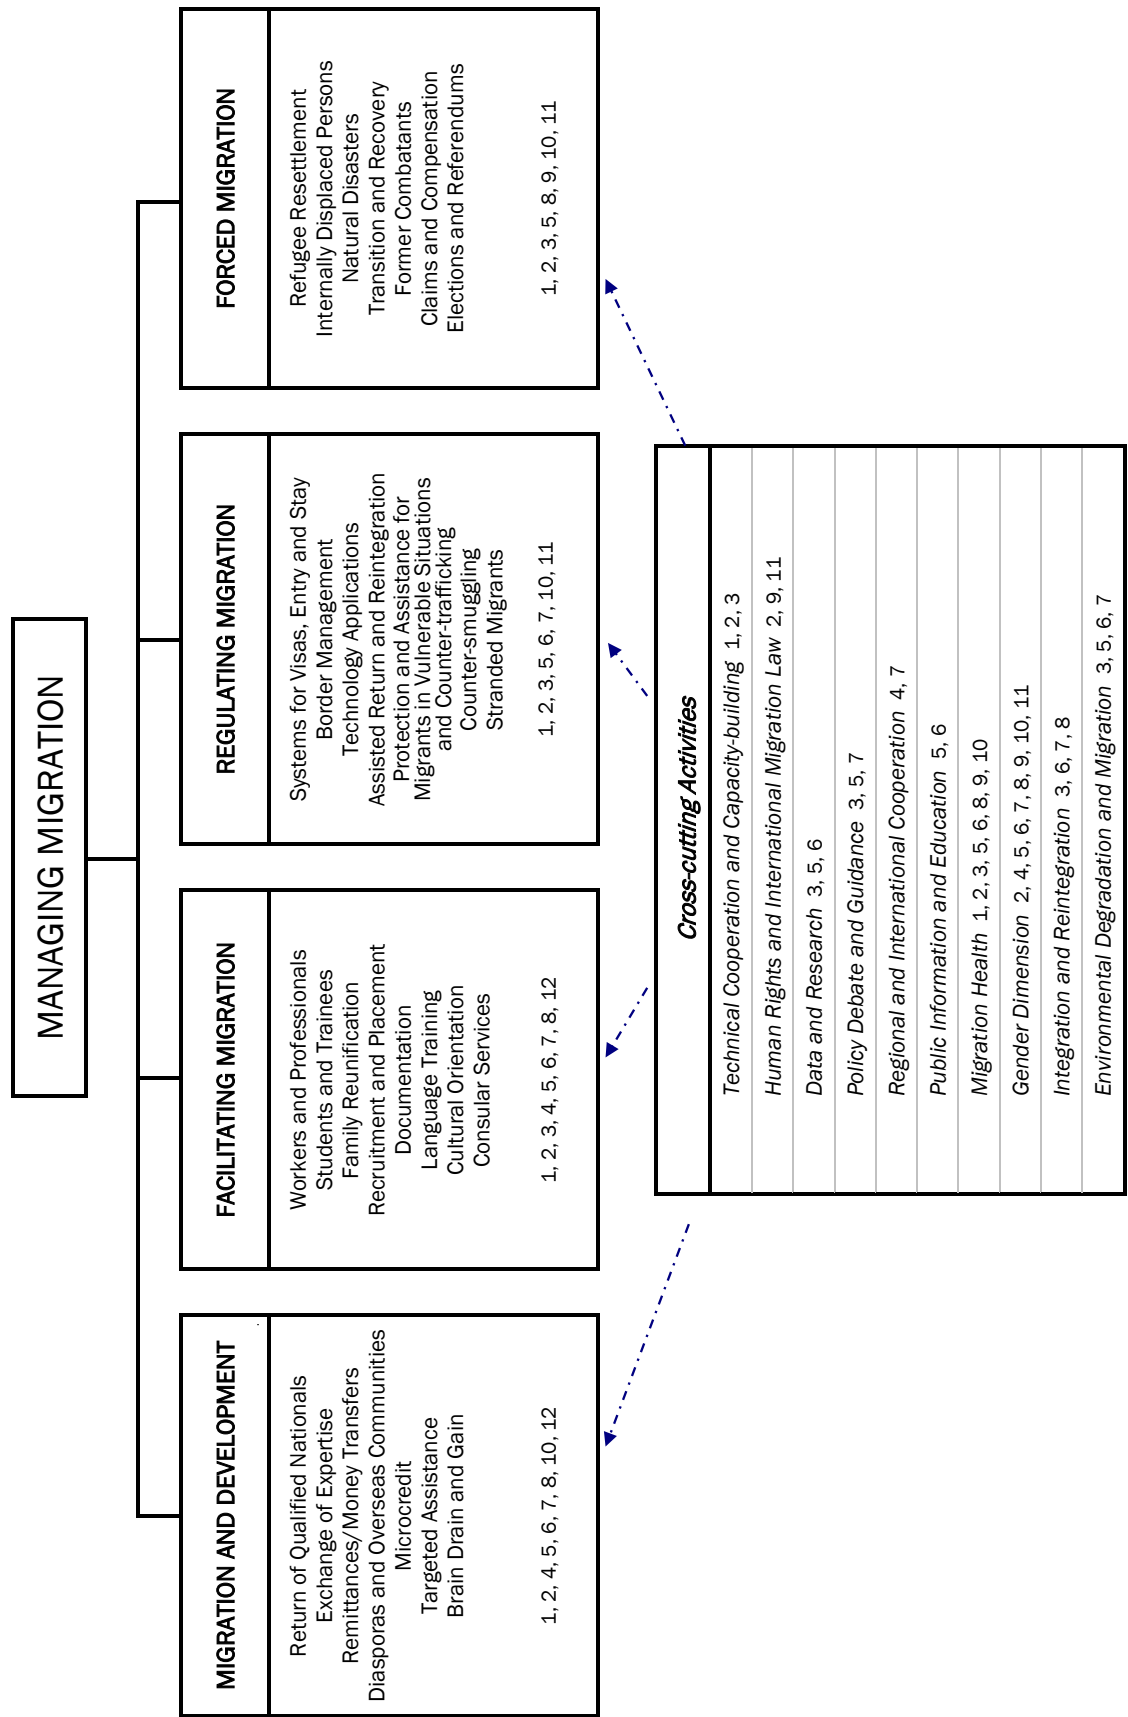 MANAGING MIGRATION
MIGRATION AND DEVELOPMENT
Return of Qualified Nationals
Exchange of Expertise
Remittances/Money Transfers
Diasporas and Overseas Communities
Microcredit
Targeted Assistance
Brain Drain and Gain
1, 2, 4, 5, 6, 7, 8, 10, 12
FACILITATING MIGRATION
Workers and Professionals
Students and Trainees
Family Reunification
Recruitment and Placement
Documentation
Language Training
Cultural Orientation
Consular Services
1, 2, 3, 4, 5, 6, 7, 8, 12
REGULATING MIGRATION
Systems for Visas, Entry and Stay
Border Management
Technology Applications
Assisted Return and Reintegration
Protection and Assistance for
Migrants in Vulnerable Situations
and Counter-trafficking
Counter-smuggling
Stranded Migrants
1, 2, 3, 5, 6, 7, 10, 11
FORCED MIGRATION
Refugee Resettlement
Internally Displaced Persons
Natural Disasters
Transition and Recovery
Former Combatants
Claims and Compensation
Elections and Referendums
1, 2, 3, 5, 8, 9, 10, 11
Cross-cutting Activities
Technical Cooperation and Capacity-building 1, 2, 3
Human Rights and International Migration Law 2, 9, 11
Data and Research 3, 5, 6
Policy Debate and Guidance 3, 5, 7
Regional and International Cooperation 4, 7
Public Information and Education 5, 6
Migration Health 1, 2, 3, 5, 6, 8, 9, 10
Gender Dimension 2, 4, 5, 6, 7, 8, 9, 10, 11
Integration and Reintegration 3, 6, 7, 8
Environmental Degradation and Migration 3, 5, 6, 7